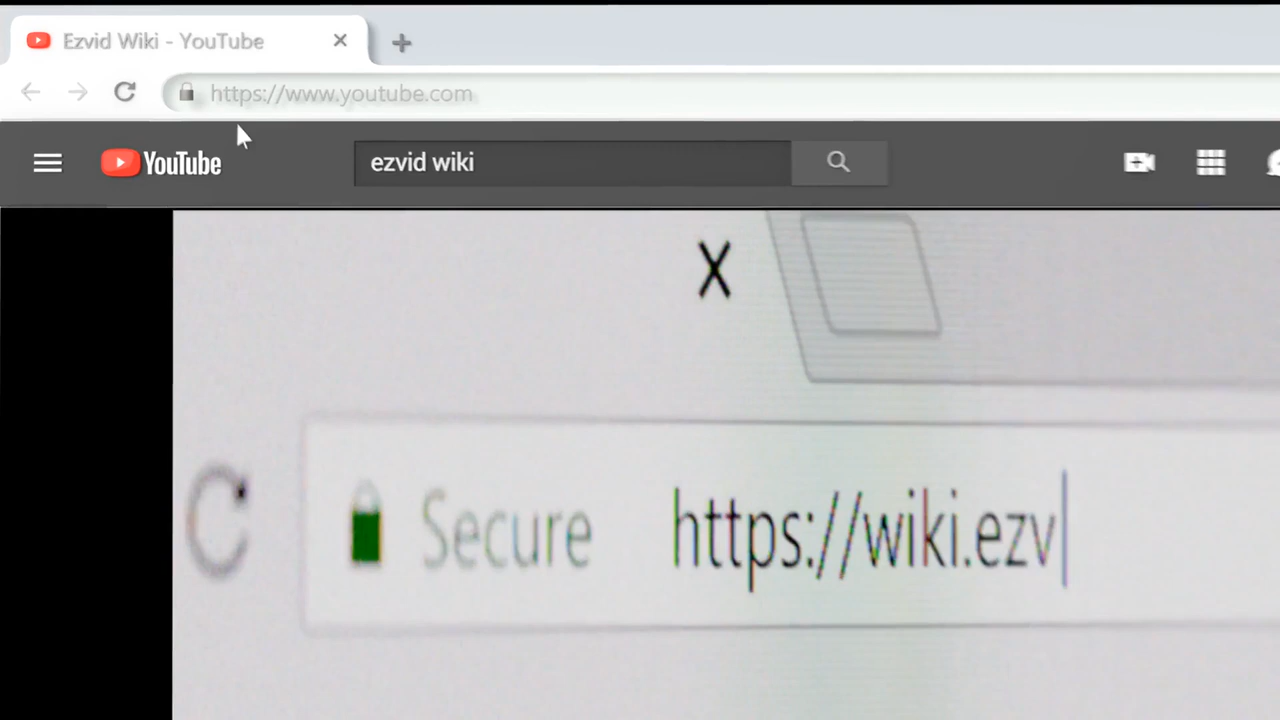 Ezvid Wiki - YouTube
https://www.youtube.com
YouTube
ezvid wiki
X
Secure https://wiki.ezv